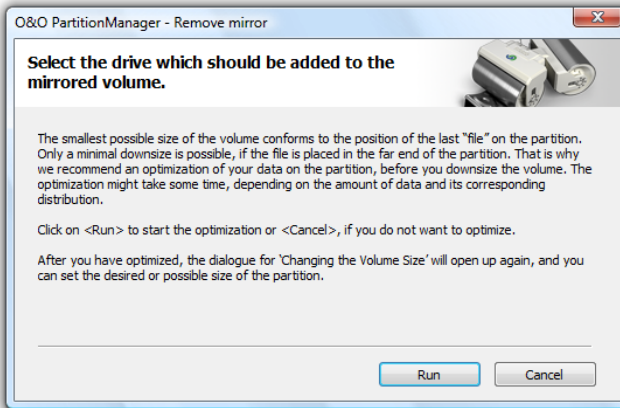 O&O PartitionManager - Remove mirror
Select the drive which should be added to the
mirrored volume.
The smallest possible size of the volume conforms to the position of the last “file” on the partition.
Only a minimal downsize is possible, if the file is placed in the far end of the partition. That is why
we recommend an optimization of your data on the partition, before you downsize the volume. The
optimization might take some time, depending on the amount of data and its corresponding
distribution.
Click on <Run> to start the optimization or <Cancel>, if you do not want to optimize.
After you have optimized, the dialogue for ‘Changing the Volume Size’ will open up again, and you
can set the desired or possible size of the partition.
Run
Cancel